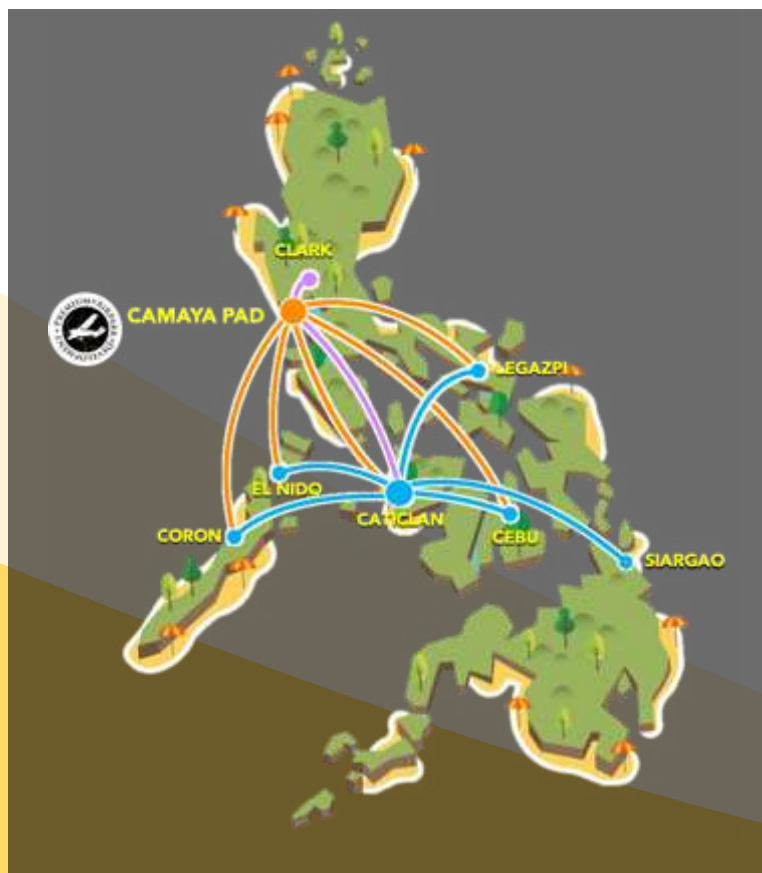 CLARK
CAMAYA PAD
LEGAZPI
EL NIDO
CATICLAN
CORON
CEBU
SIARGAO